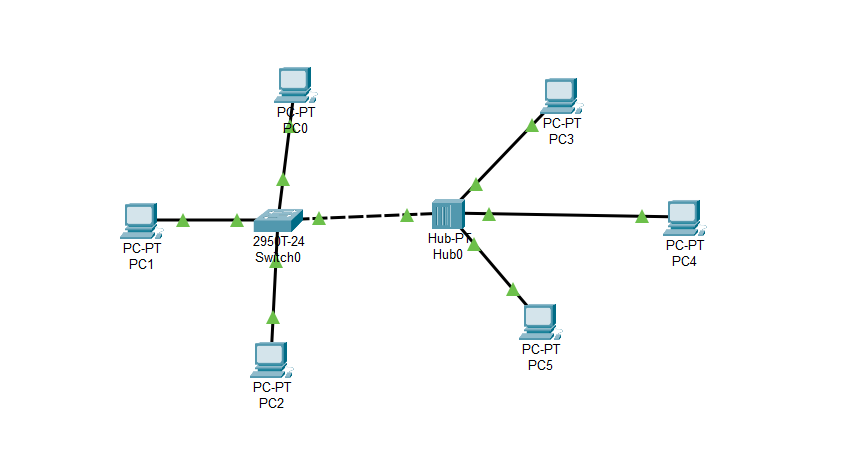 PC-PT
PC0
PC-PT
PC3
PC-PT
PC1
2950T-24
Switch0
Hub-PT
Hub0
PC-PT
PC4
PC-PT
PC2
PC-PT
PC5